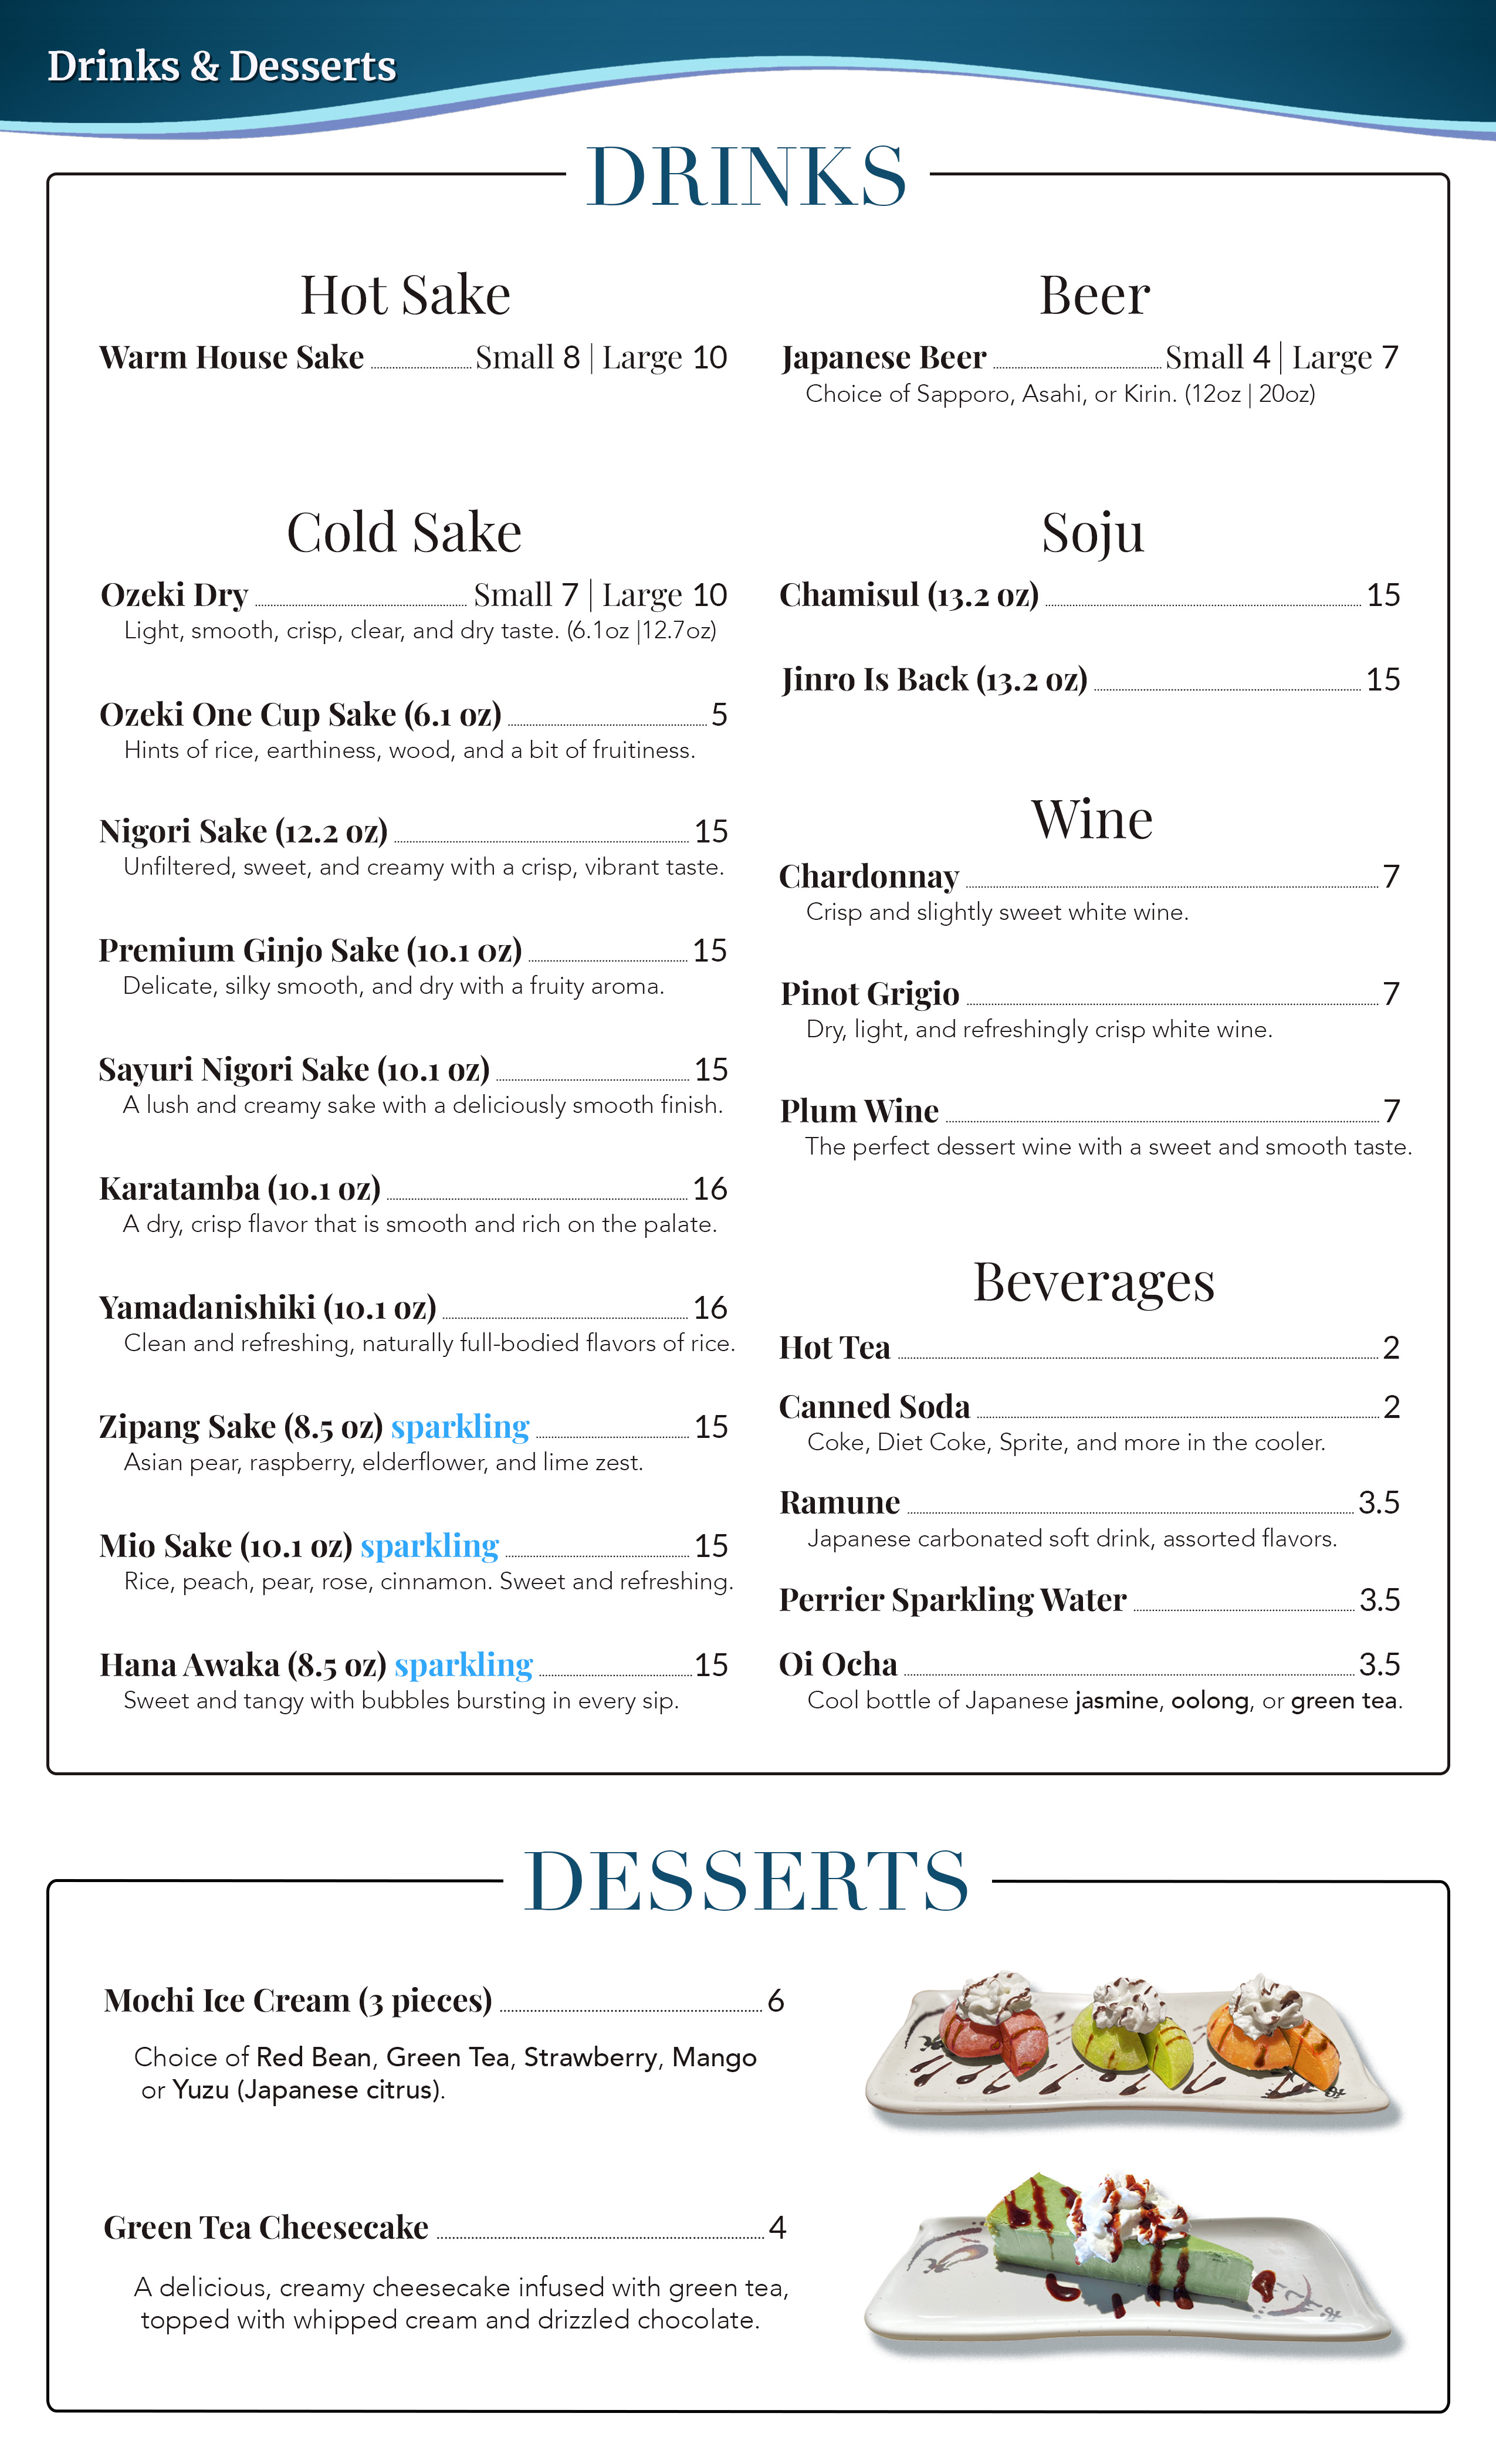 Drinks & Desserts
DRINKS
Hot Sake
Warm House Sake Small 8 | Large 10
Cold Sake
Ozeki Dry Small 7 | Large 10
Light, smooth, crisp, clear, and dry taste. (6.1oz |12.7oz)
Ozeki One Cup Sake (6.1 oz) 5
Hints of rice, earthiness, wood, and a bit of fruitiness.
Nigori Sake (12.2 oz) 15
Unfiltered, sweet, and creamy with a crisp, vibrant taste.
Premium Ginjo Sake (10.1 oz) 15
Delicate, silky smooth, and dry with a fruity aroma.
Sayuri Nigori Sake (10.1 oz) 15
A lush and creamy sake with a deliciously smooth finish.
Karatamba (10.1 oz) 16
A dry, crisp flavor that is smooth and rich on the palate.
Yamadanishiki (10.1 oz) 16
Clean and refreshing, naturally full-bodied flavors of rice.
Zipang Sake (8.5 oz) sparkling 15
Asian pear, raspberry, elderflower, and lime zest.
Mio Sake (10.1 oz) sparkling 15
Rice, peach, pear, rose, cinnamon. Sweet and refreshing.
Hana Awaka (8.5 oz) sparkling 15
Sweet and tangy with bubbles bursting in every sip.
Beer
Japanese Beer Small 4 | Large 7
Choice of Sapporo, Asahi, or Kirin. (12oz | 20oz)
Soju
Chamisul (13.2 oz) 15
Jinro Is Back (13.2 oz) 15
Wine
Chardonnay 7
Crisp and slightly sweet white wine.
Pinot Grigio 7
Dry, light, and refreshingly crisp white wine.
Plum Wine 7
The perfect dessert wine with a sweet and smooth taste.
Beverages
Hot Tea 2
Canned Soda 2
Coke, Diet Coke, Sprite, and more in the cooler.
Ramune 3.5
Japanese carbonated soft drink, assorted flavors.
Perrier Sparkling Water 3.5
Oi Ocha 3.5
Cool bottle of Japanese jasmine, oolong, or green tea.
DESSERTS
Mochi Ice Cream (3 pieces) 6
Choice of Red Bean, Green Tea, Strawberry, Mango
or Yuzu (Japanese citrus).
Green Tea Cheesecake 4
A delicious, creamy cheesecake infused with green tea,
topped with whipped cream and drizzled chocolate.